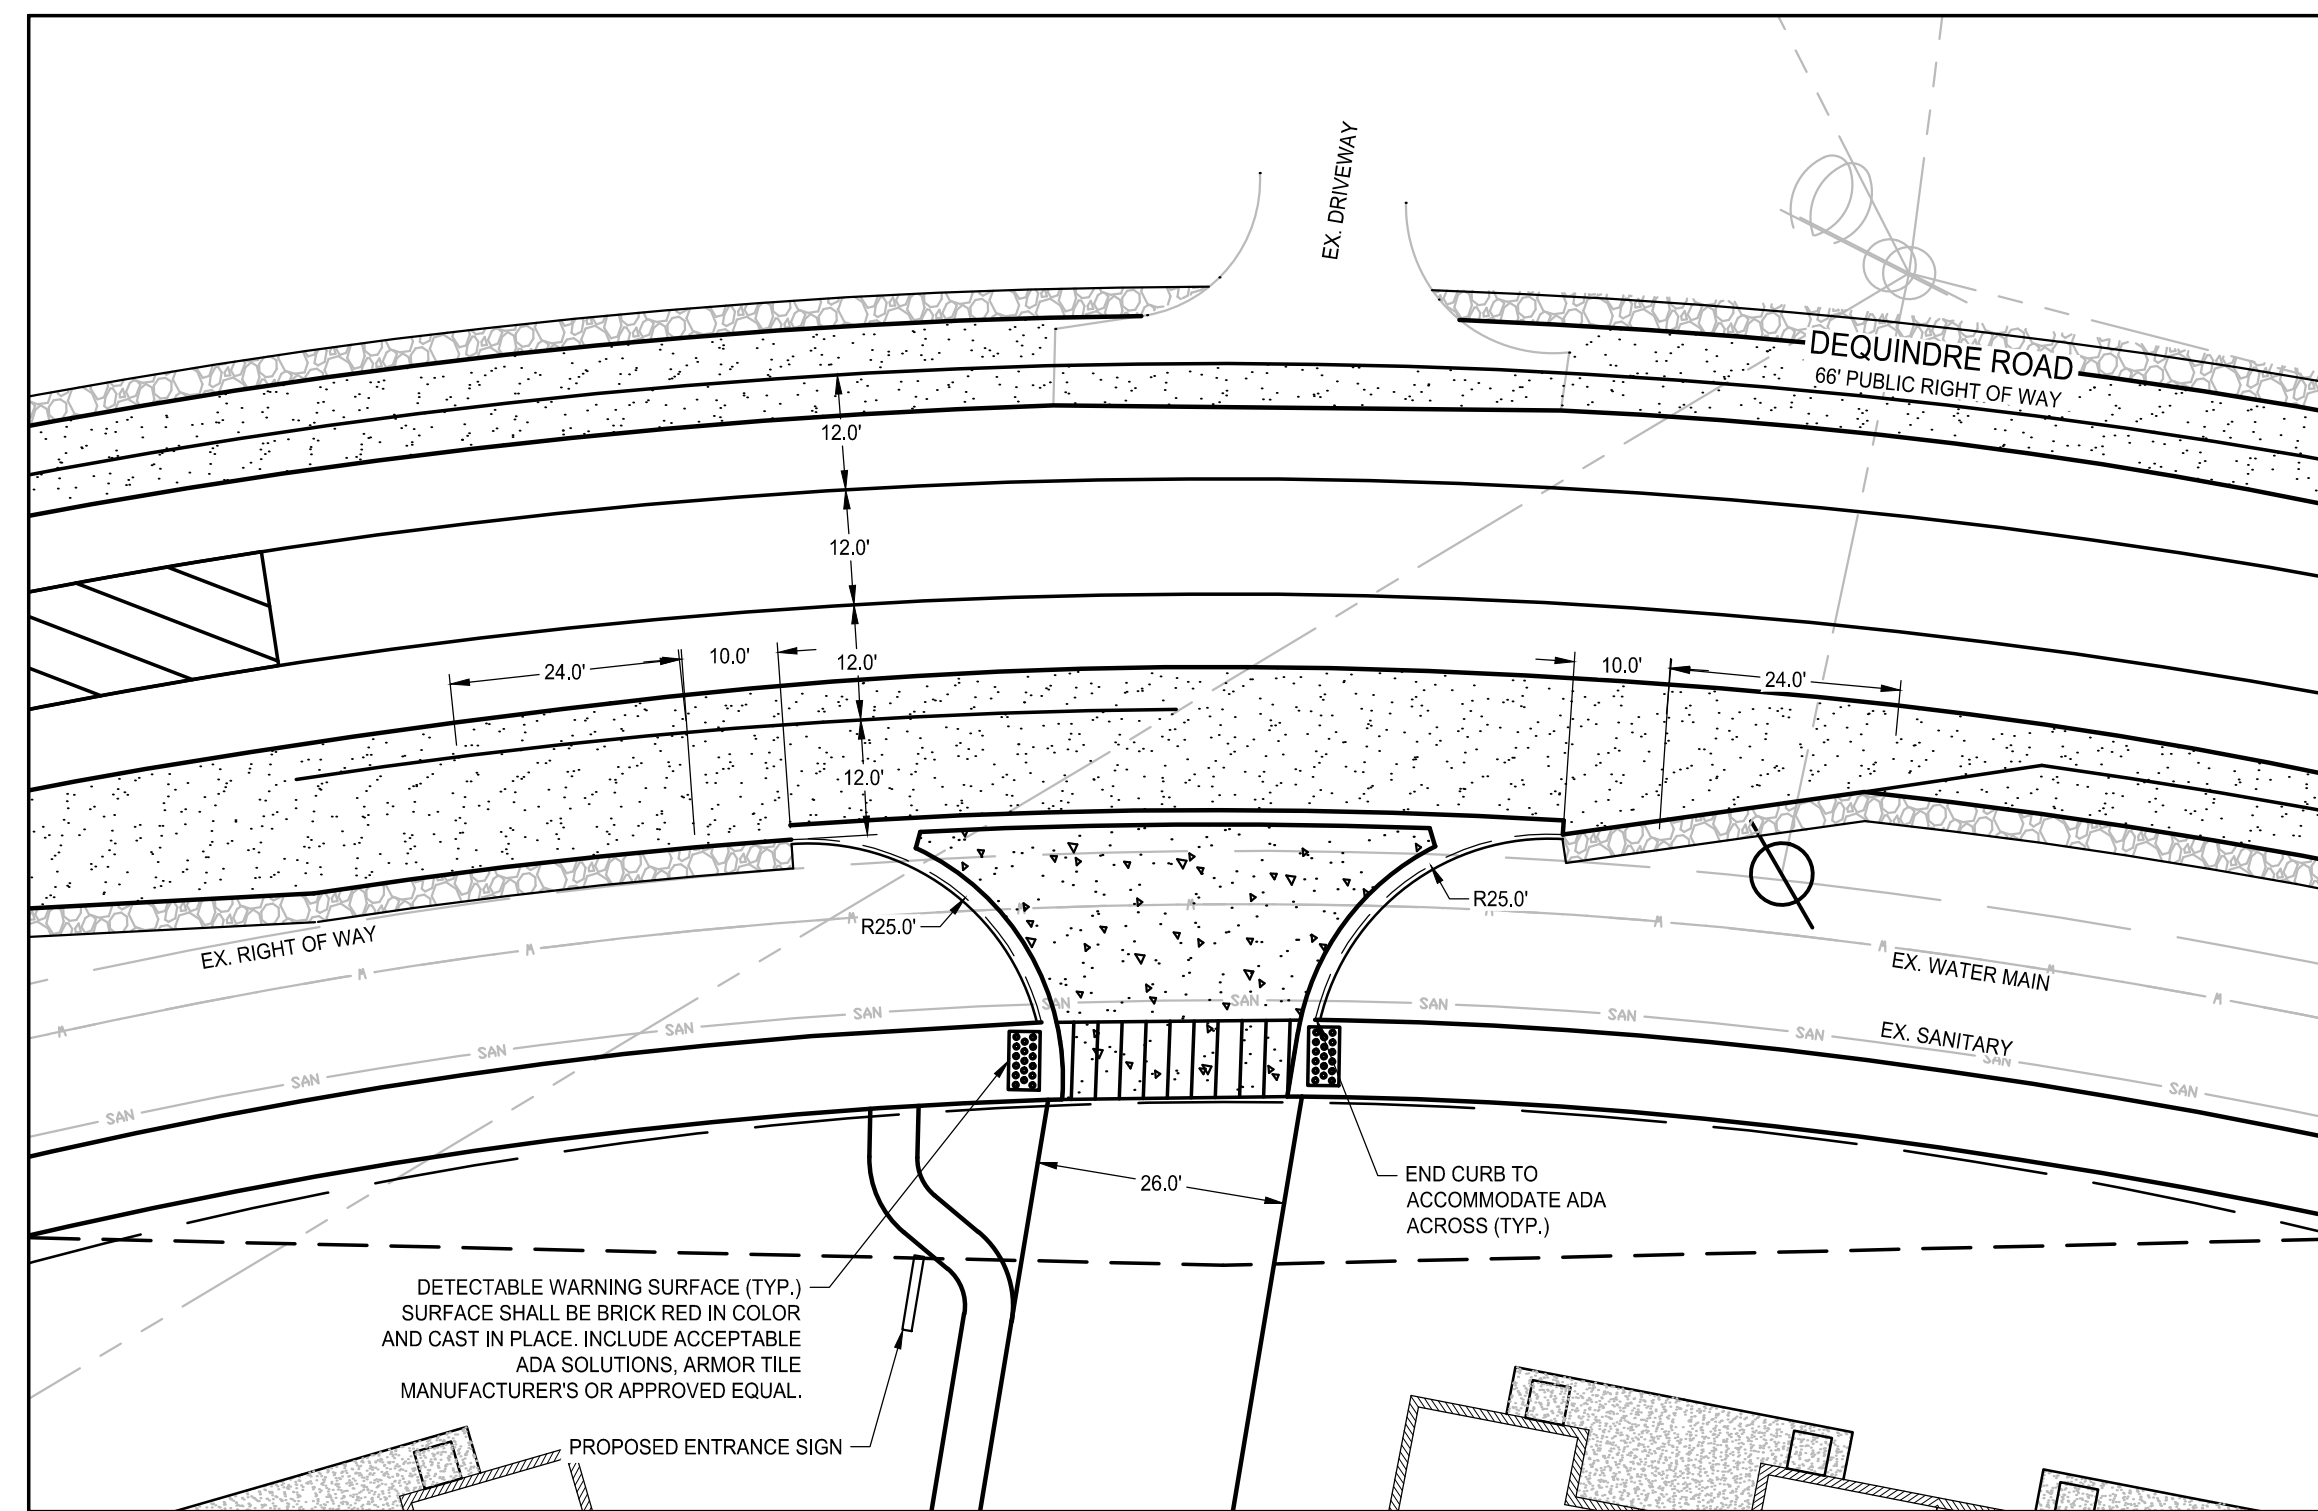 EX. DRIVEWAY
DEQUINDRE ROAD
66' PUBLIC RIGHT OF WAY
12.0'
12.0'
24.0'
10.0'
12.0'
10.0'
24.0'
12.0'
R25.0'
R25.0'
EX. RIGHT OF WAY
W
W
W
W
W
W
W
W
W
W
W
EX. WATER MAIN
SAN
SAN
SAN
SAN
SAN
SAN
SAN
SAN
SAN
SAN
SAN
SAN
EX. SANITARY
26.0'
END CURB TO
ACCOMMODATE ADA
ACROSS (TYP.)
DETECTABLE WARNING SURFACE (TYP.)
SURFACE SHALL BE BRICK RED IN COLOR
AND CAST IN PLACE. INCLUDE ACCEPTABLE
ADA SOLUTIONS, ARMOR TILE
MANUFACTURER'S OR APPROVED EQUAL.
PROPOSED ENTRANCE SIGN